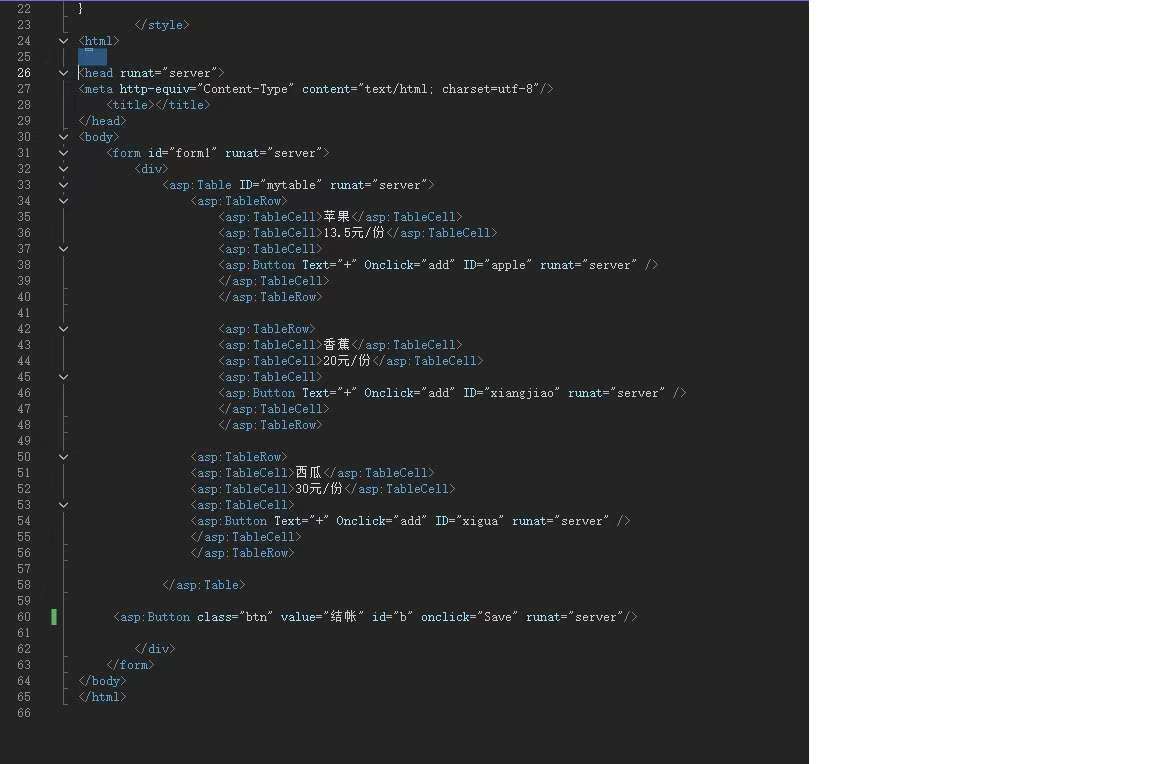 22 }
23 </style>
24 <html>
25
26 <head runat="server">
27 <meta http-equiv="Content-Type" content="text/html; charset=utf-8"/>
28 <title></title>
29 </head>
30 <body>
31 <form id="form1" runat="server">
32 <div>
33 <asp:Table ID="mytable" runat="server">
34 <asp:TableRow>
35 <asp:TableCell>苹果</asp:TableCell>
36 <asp:TableCell>13.5元/份</asp:TableCell>
37 <asp:TableCell>
38 <asp:Button Text="+" Onclick="add" ID="apple" runat="server" />
39 </asp:TableCell>
40 </asp:TableRow>
41
42 <asp:TableRow>
43 <asp:TableCell>香蕉</asp:TableCell>
44 <asp:TableCell>20元/份</asp:TableCell>
45 <asp:TableCell>
46 <asp:Button Text="+" Onclick="add" ID="xiangjiao" runat="server" />
47 </asp:TableCell>
48 </asp:TableRow>
49
50 <asp:TableRow>
51 <asp:TableCell>西瓜</asp:TableCell>
52 <asp:TableCell>30元/份</asp:TableCell>
53 <asp:TableCell>
54 <asp:Button Text="+" Onclick="add" ID="xigua" runat="server" />
55 </asp:TableCell>
56 </asp:TableRow>
57
58 </asp:Table>
59
60 <asp:Button class="btn" value="结帐" id="b" onclick="Save" runat="server"/>
61
62 </div>
63 </form>
64 </body>
65 </html>
66